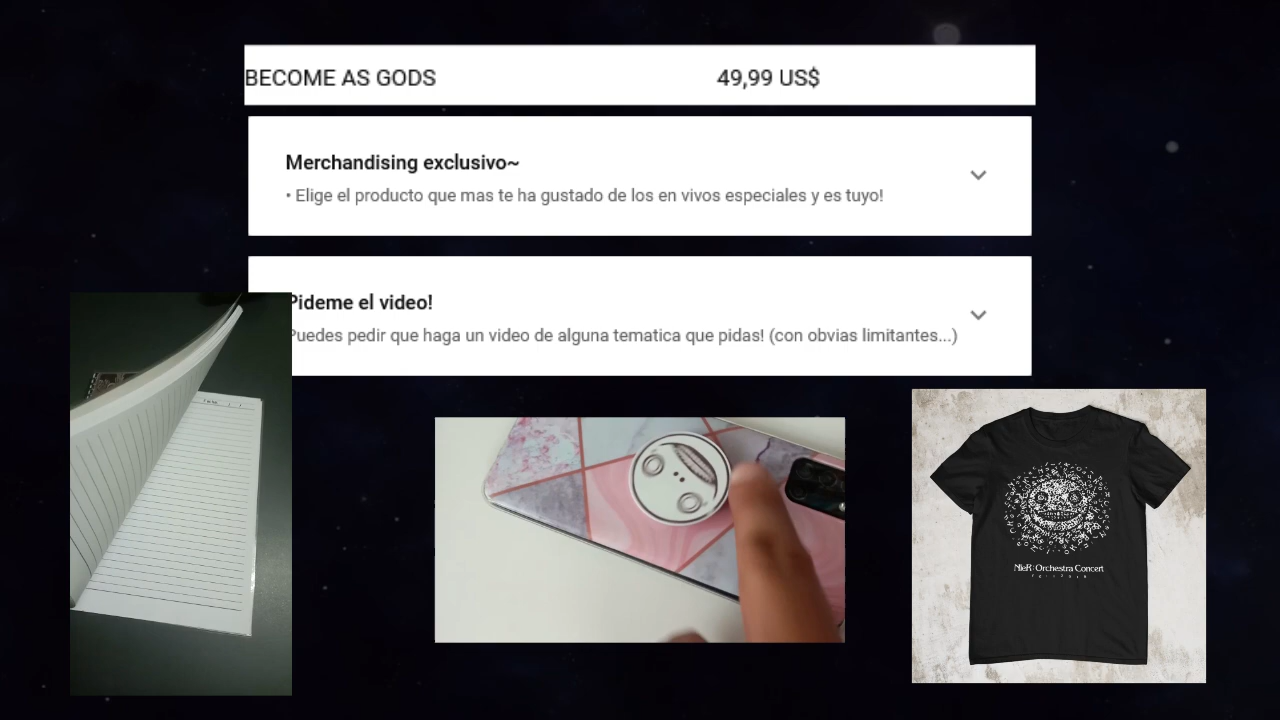 BECOME AS GODS 49,99 US$
Merchandising exclusivo~
• Elige el producto que mas te ha gustado de los en vivos especiales y es tuyo!
Pideme el video!
Puedes pedir que haga un video de alguna tematica que pidas! (con obvias limitantes...)
NieR:Orchestra Concert